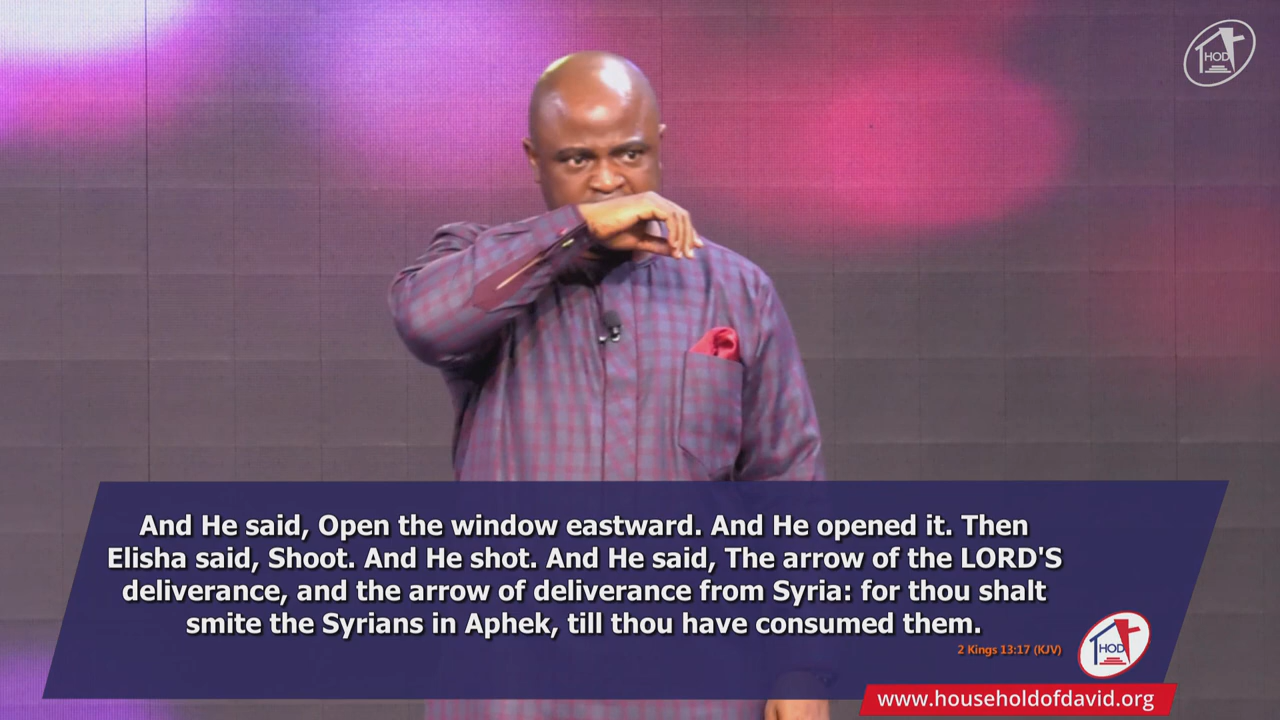 HOD
And He said, Open the window eastward. And He opened it. Then
Elisha said, Shoot. And He shot. And He said, The arrow of the LORD'S
deliverance, and the arrow of deliverance from Syria: for thou shalt
smite the Syrians in Aphek, till thou have consumed them.
2 Kings 13:17 (KJV)
HOD
www.householdofdavid.org